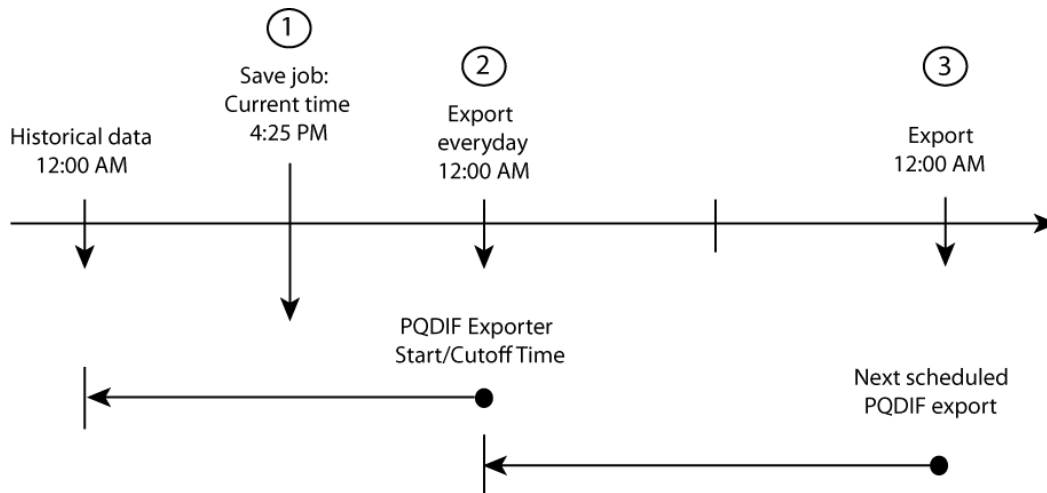 1
Save job:
Current time
4:25 PM
2
Export
everyday
12:00 AM
3
Export
12:00 AM
Historical data
12:00 AM
PQDIF Exporter
Start/Cutoff Time
Next scheduled
PQDIF export